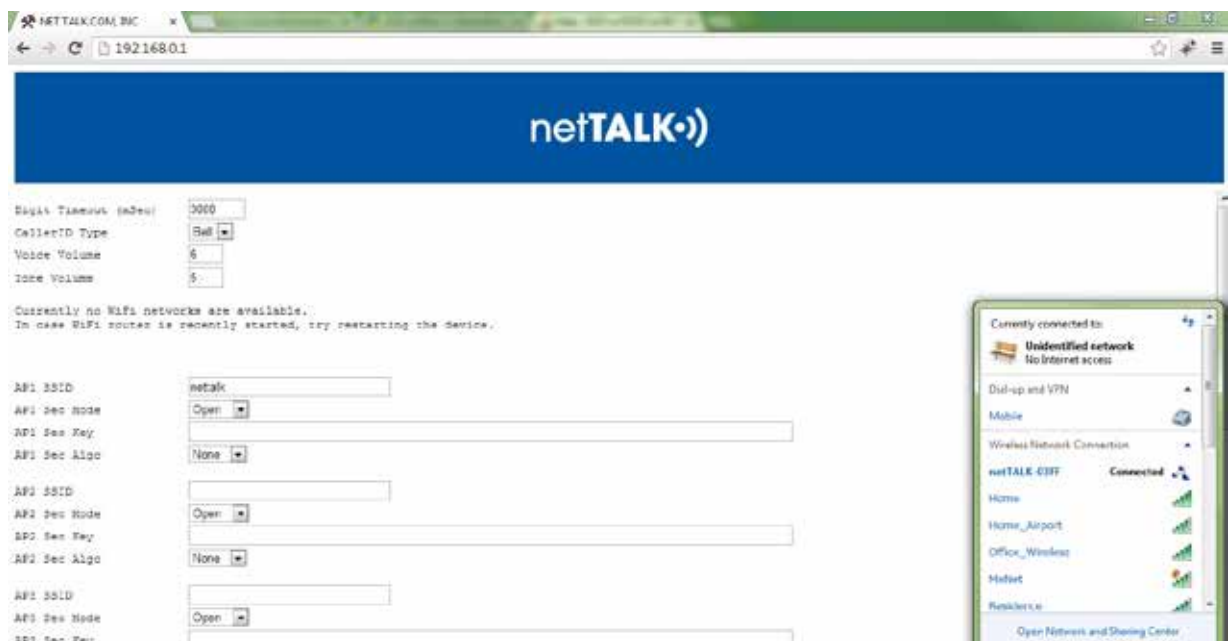 NETTALK.COM, INC
192.168.0.1
netTALK
Digit Timeout (mSec) 3000
CallerID Type Bell
Voice Volume 6
Tone Volume 5
Currently no WiFi networks are available.
In case WiFi router is recently started, try restarting the device.
AP1 SSID netalk
AP1 Sec Mode Open
AP1 Sec Key
AP1 Sec Algo None
AP2 SSID
AP2 Sec Mode Open
AP2 Sec Key
AP2 Sec Algo None
AP3 SSID
AP3 Sec Mode Open
AP3 Sec Key
Currently connected to:
Unidentified network
No Internet access
Dial-up and VPN
Mobile
Wireless Network Connection
netTALK-03FF Connected
Home
Home_Airport
Office_Wireless
Residence
Open Network and Sharing Center